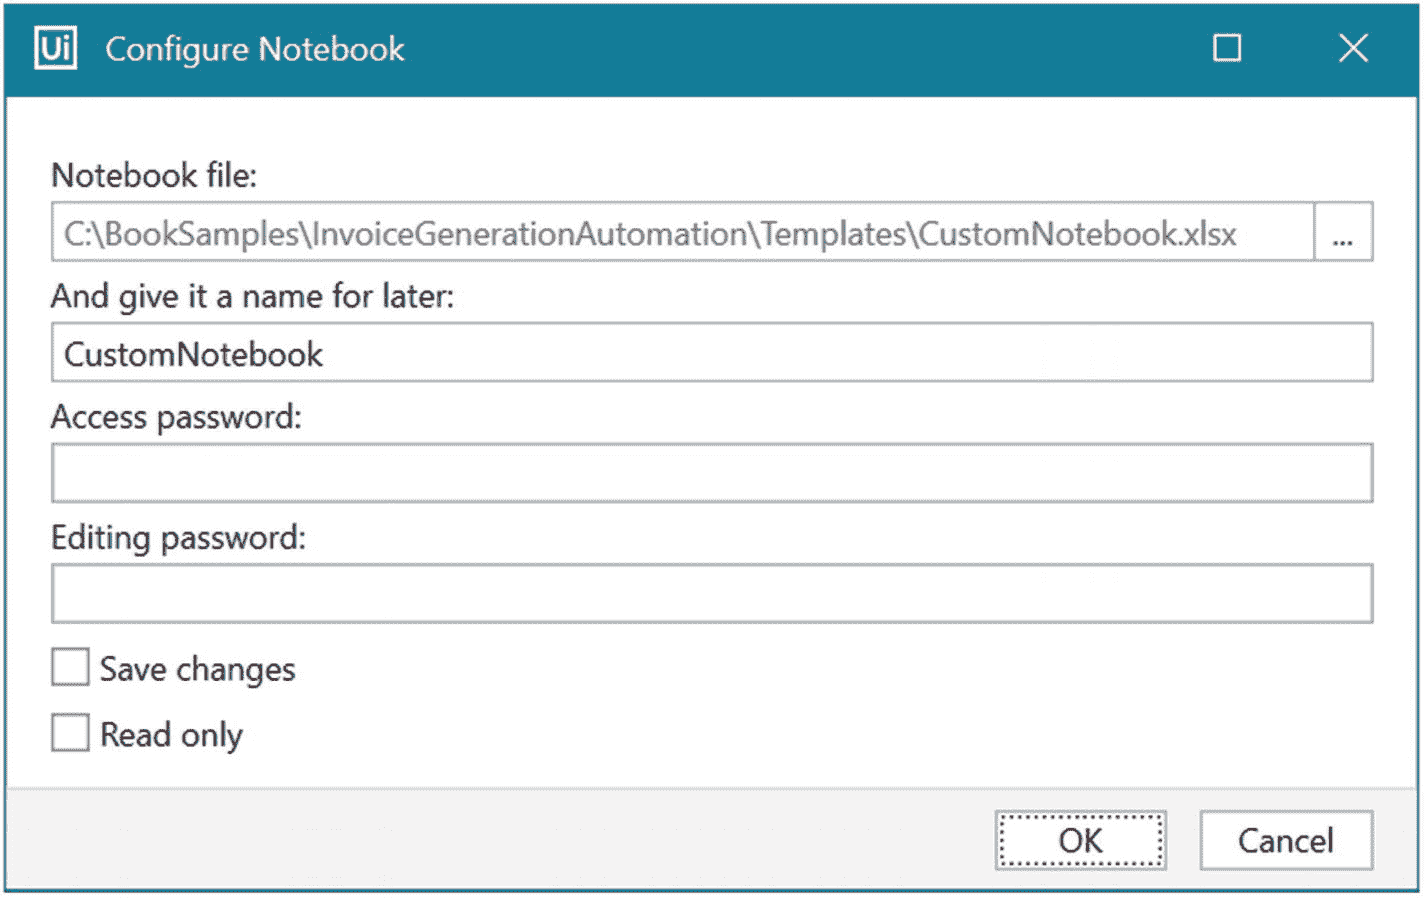 Ui Configure Notebook
Notebook file:
C:\BookSamples\InvoiceGenerationAutomation\Templates\CustomNotebook.xlsx ...
And give it a name for later:
CustomNotebook
Access password:
Editing password:
Save changes
Read only
OK Cancel